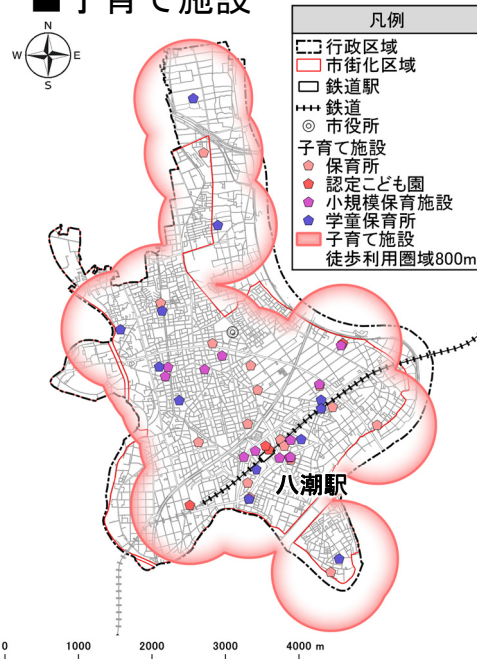 ■子育て施設
凡例
行政区域
市街化区域
鉄道駅
鉄道
市役所
子育て施設
保育所
認定こども園
小規模保育施設
学童保育所
子育て施設
徒歩利用圏域800m
N
W E
S
八潮駅
0 1000 2000 3000 4000 m